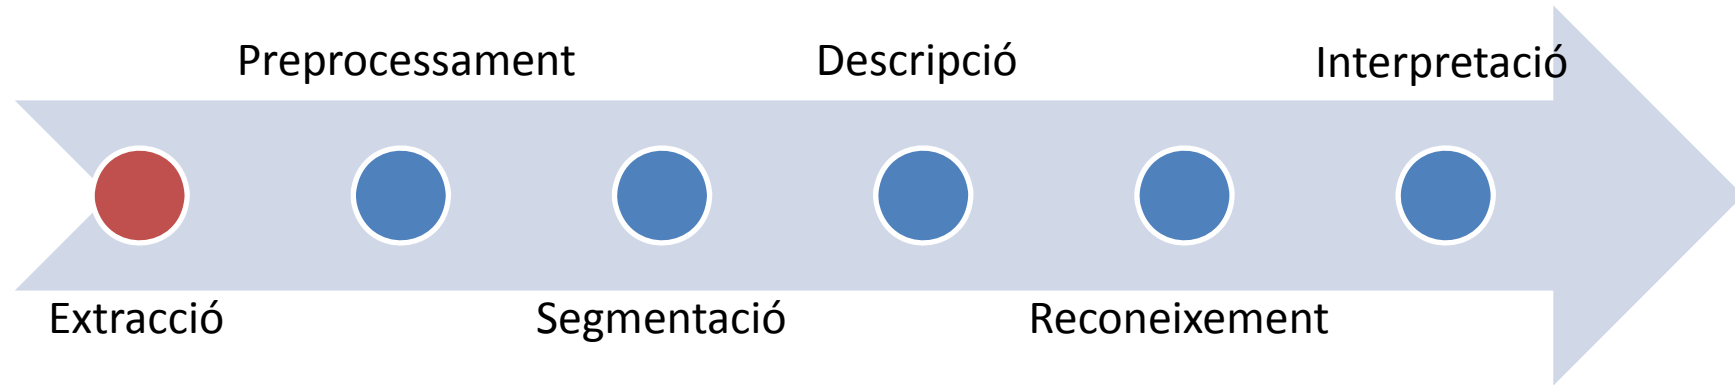 Preprocessament
Descripció
Interpretació
Extracció
Segmentació
Reconeixement